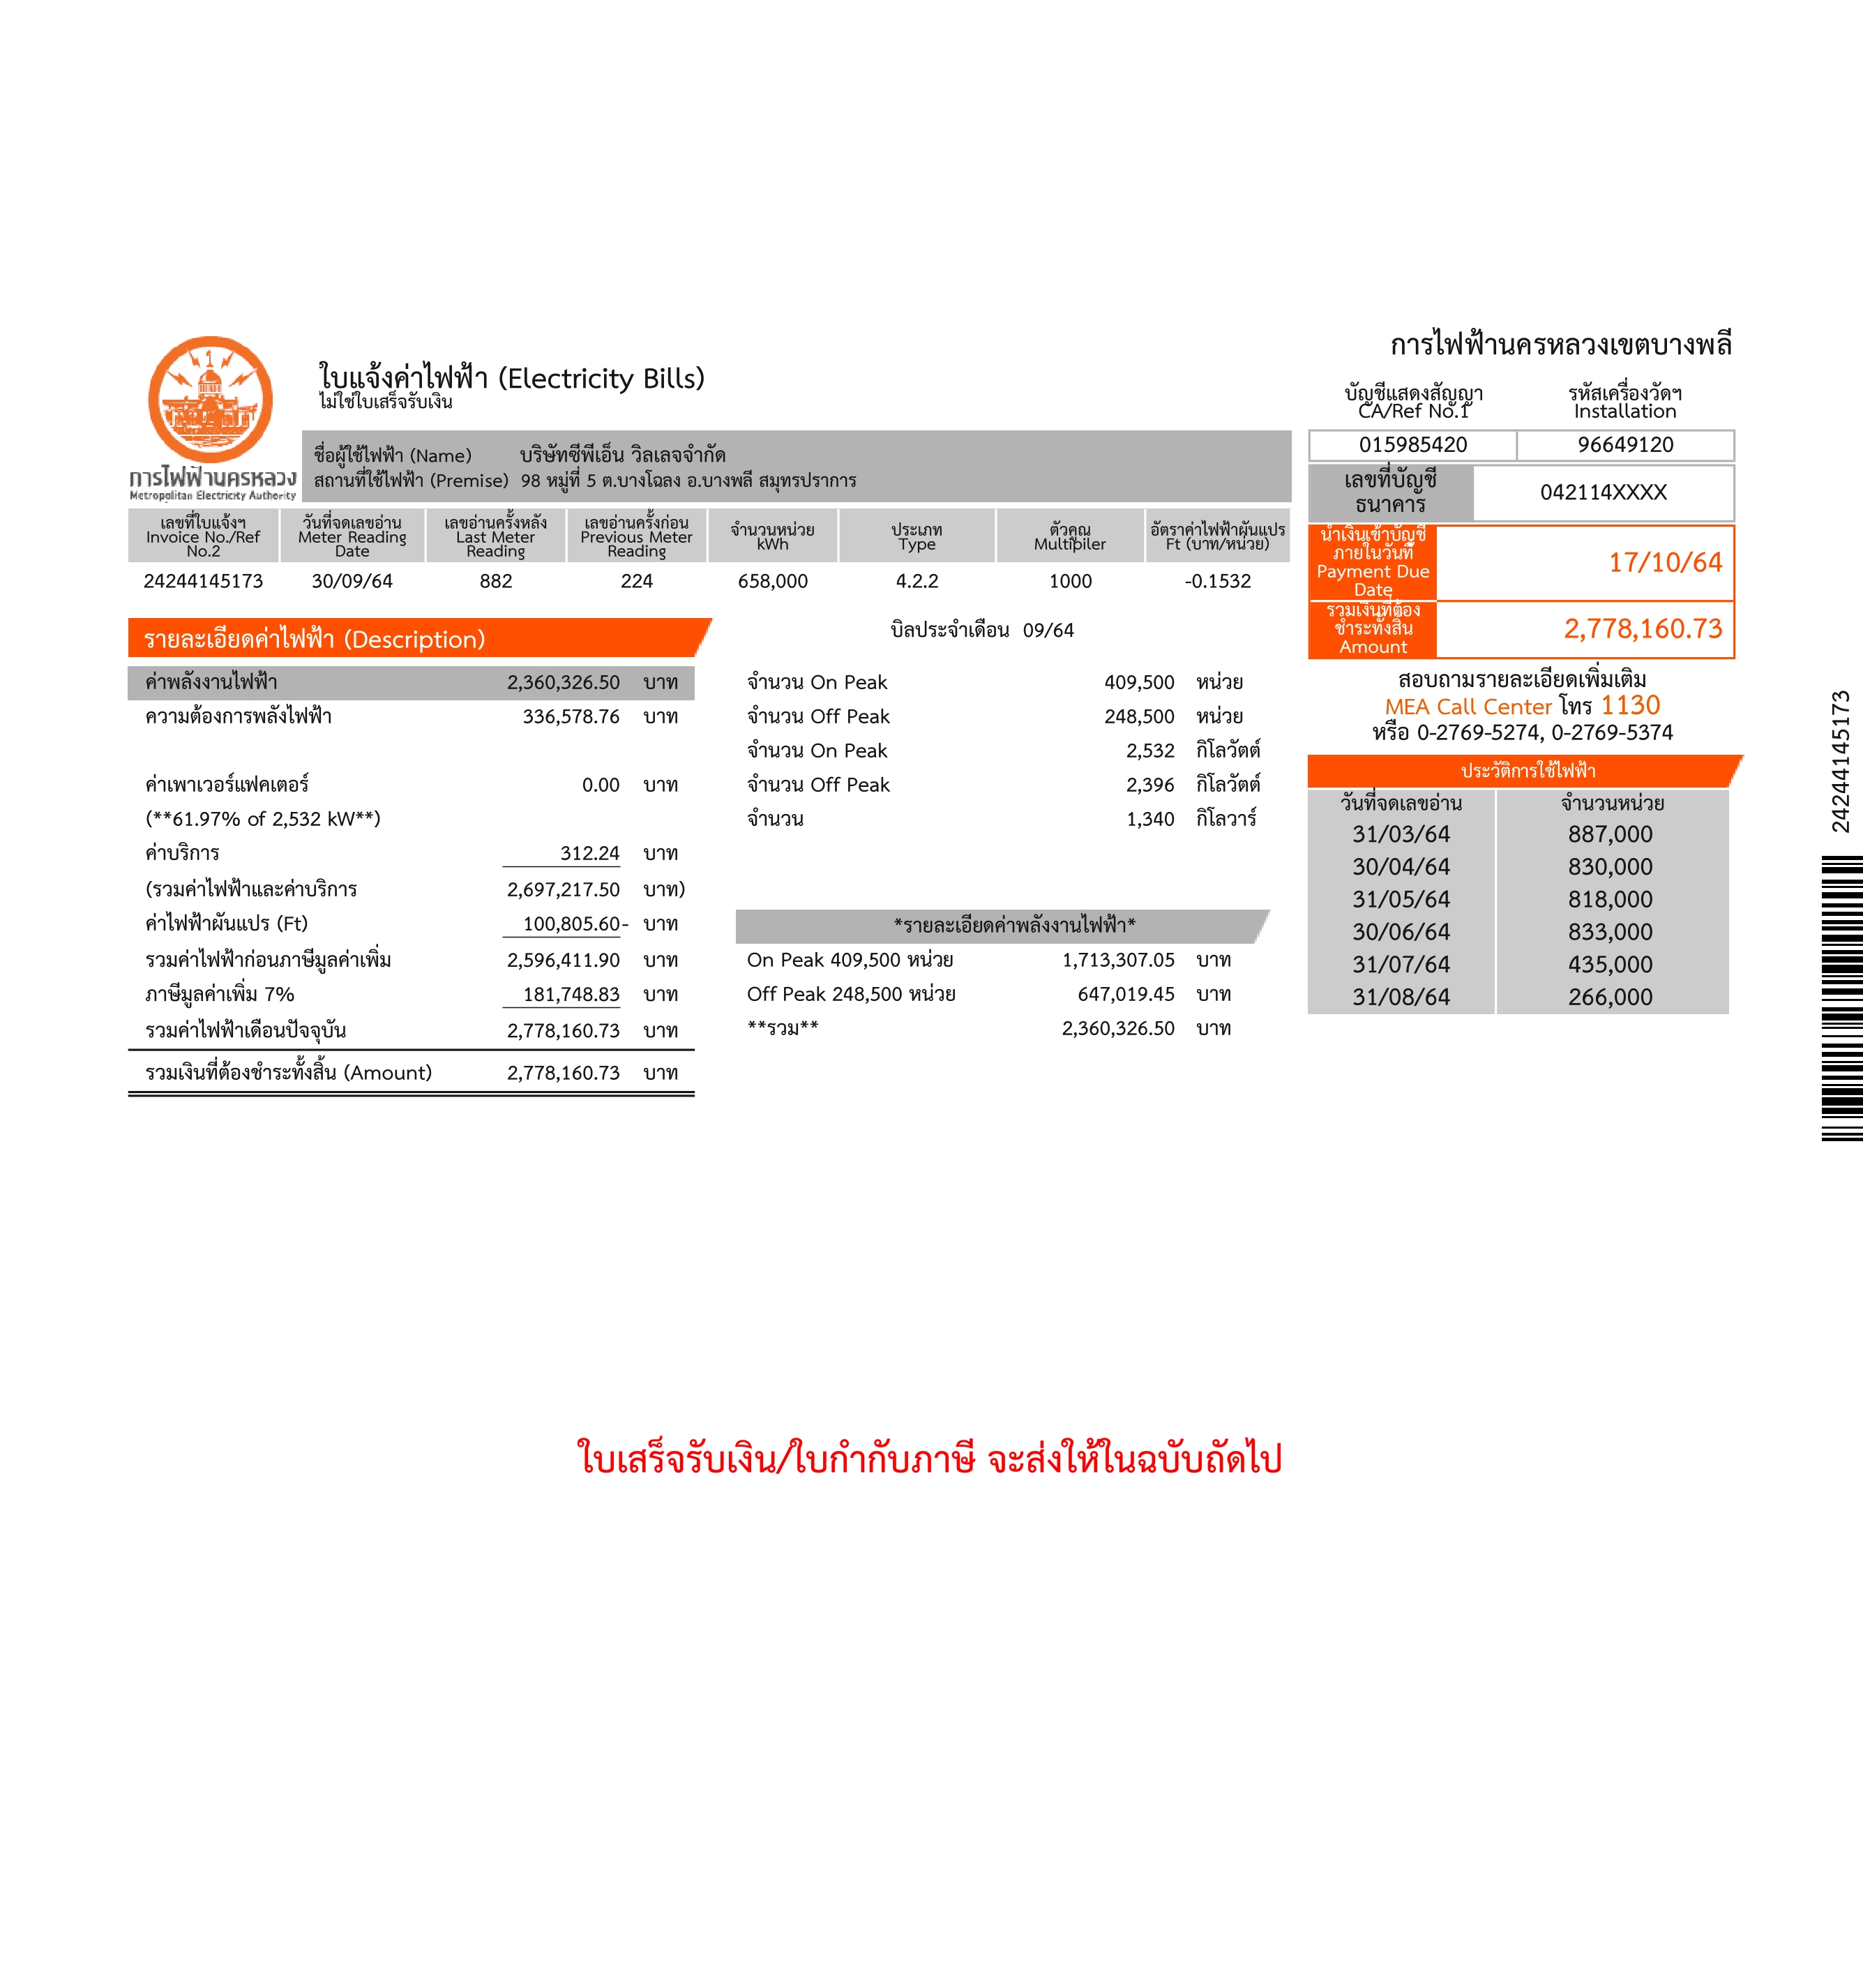 การไฟฟ้านครหลวงเขตบางพลี
การไฟฟ้านครหลวง
Metropolitan Electricity Authority
ใบแจ้งค่าไฟฟ้า (Electricity Bills)
ไม่ใช่ใบเสร็จรับเงิน
ชื่อผู้ใช้ไฟฟ้า (Name) บริษัทซีพีเอ็น วิลเลจจำกัด
สถานที่ใช้ไฟฟ้า (Premise) 98 หมู่ที่ 5 ต.บางโฉลง อ.บางพลี สมุทรปราการ
บัญชีแสดงสัญญา รหัสเครื่องวัดฯ
CA/Ref No.1 Installation
015985420 96649120
เลขที่บัญชี
ธนาคาร
042114XXXX
เลขที่ใบแจ้งฯ วันที่จดเลขอ่าน เลขอ่านครั้งหลัง เลขอ่านครั้งก่อน จำนวนหน่วย ประเภท ตัวคูณ อัตราค่าไฟฟ้าผันแปร
Invoice No./Ref Meter Reading Last Meter Previous Meter kWh Type Multipiler Ft (บาท/หน่วย)
No.2 Date Reading Reading
24244145173 30/09/64 882 224 658,000 4.2.2 1000 -0.1532
นำเงินเข้าบัญชี
ภายในวันที่
Payment Due
Date
17/10/64
รวมเงินที่ต้อง
ชำระทั้งสิ้น
Amount
2,778,160.73
รายละเอียดค่าไฟฟ้า (Description)
บิลประจำเดือน 09/64
ค่าพลังงานไฟฟ้า 2,360,326.50 บาท
ความต้องการพลังไฟฟ้า 336,578.76 บาท
ค่าเพาเวอร์แฟคเตอร์ 0.00 บาท
(**61.97% of 2,532 kW**)
ค่าบริการ 312.24 บาท
(รวมค่าไฟฟ้าและค่าบริการ 2,697,217.50 บาท)
ค่าไฟฟ้าผันแปร (Ft) 100,805.60- บาท
รวมค่าไฟฟ้าก่อนภาษีมูลค่าเพิ่ม 2,596,411.90 บาท
ภาษีมูลค่าเพิ่ม 7% 181,748.83 บาท
รวมค่าไฟฟ้าเดือนปัจจุบัน 2,778,160.73 บาท
รวมเงินที่ต้องชำระทั้งสิ้น (Amount) 2,778,160.73 บาท
จำนวน On Peak 409,500 หน่วย
จำนวน Off Peak 248,500 หน่วย
จำนวน On Peak 2,532 กิโลวัตต์
จำนวน Off Peak 2,396 กิโลวัตต์
จำนวน 1,340 กิโลวาร์
*รายละเอียดค่าพลังงานไฟฟ้า*
On Peak 409,500 หน่วย 1,713,307.05 บาท
Off Peak 248,500 หน่วย 647,019.45 บาท
**รวม** 2,360,326.50 บาท
สอบถามรายละเอียดเพิ่มเติม
MEA Call Center โทร 1130
หรือ 0-2769-5274, 0-2769-5374
ประวัติการใช้ไฟฟ้า
วันที่จดเลขอ่าน จำนวนหน่วย
31/03/64 887,000
30/04/64 830,000
31/05/64 818,000
30/06/64 833,000
31/07/64 435,000
31/08/64 266,000
24244145173
ใบเสร็จรับเงิน/ใบกำกับภาษี จะส่งให้ในฉบับถัดไป